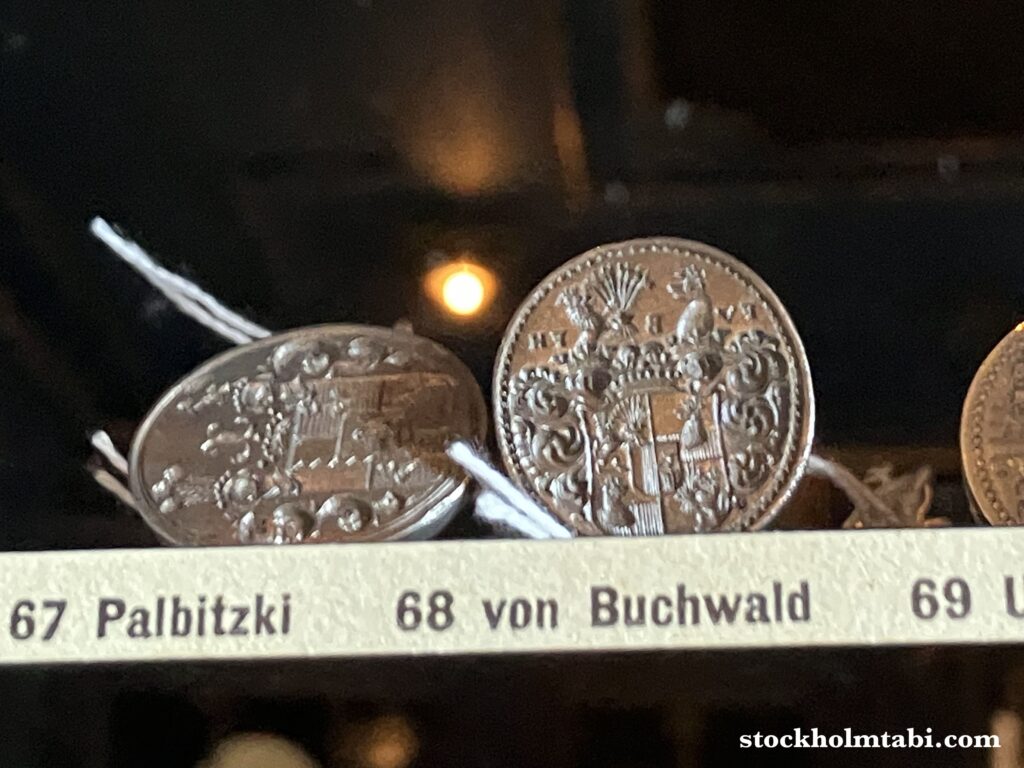 67 Palbitzki 68 von Buchwald 69
stockholmtabi.com